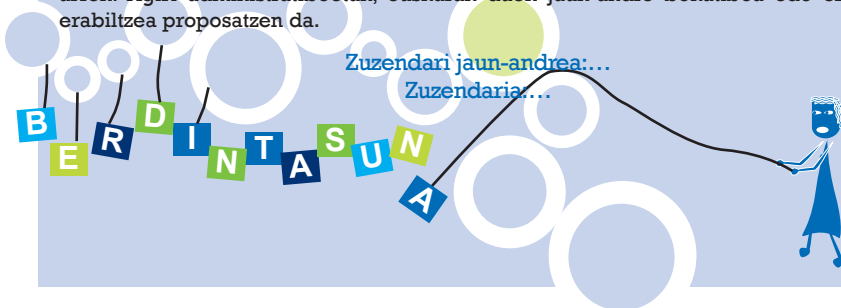 erabiltzea proposatzen da.
Zuzendari jaun-andrea:...
Zuzendaria:...
BERDINTASUNA